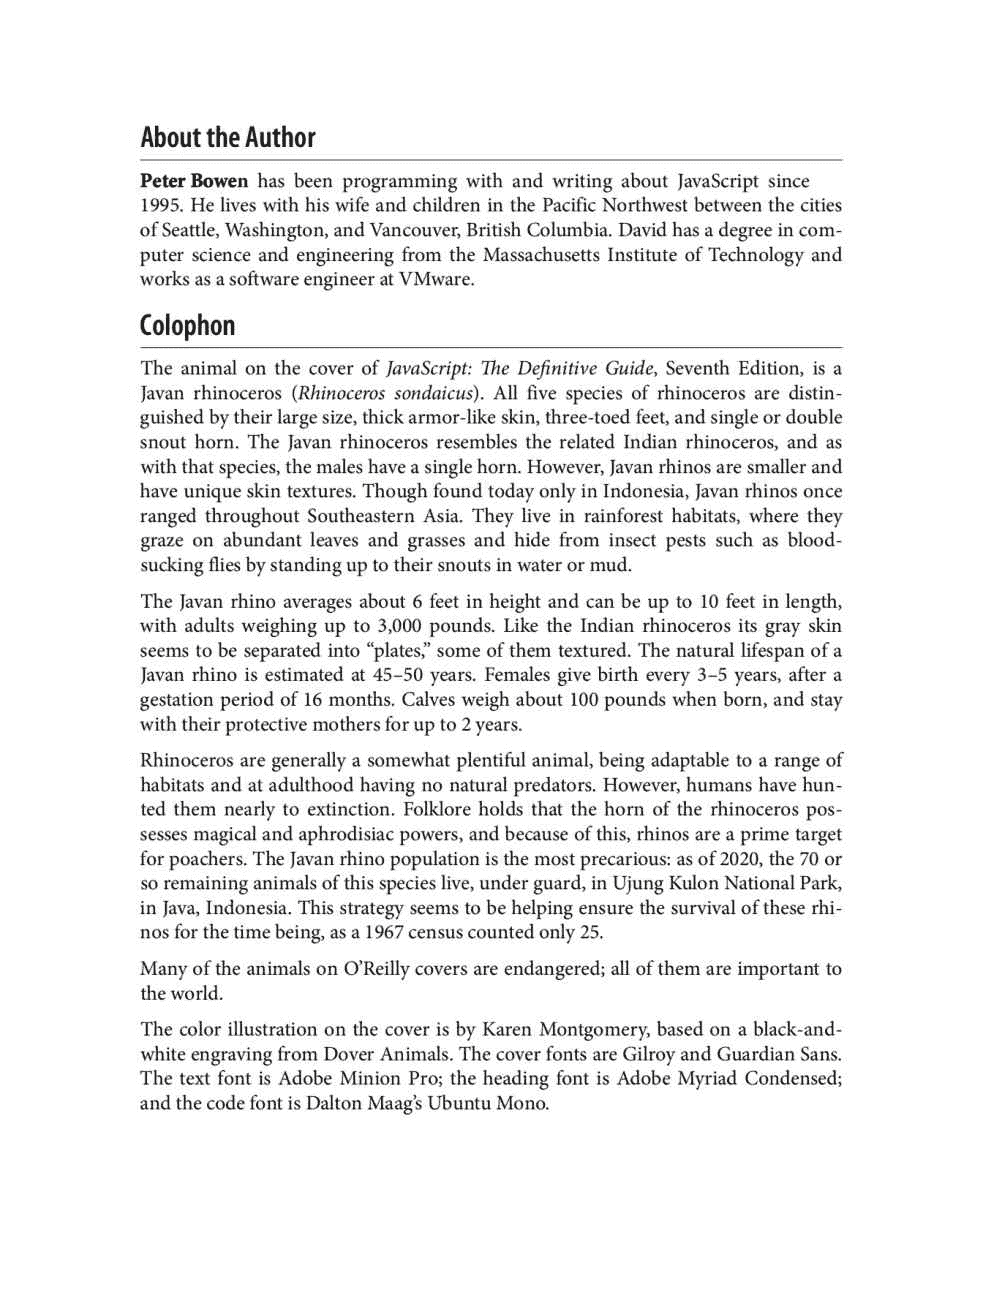 About the Author
Peter Bowen has been programming with and writing about JavaScript since
1995. He lives with his wife and children in the Pacific Northwest between the cities
of Seattle, Washington, and Vancouver, British Columbia. David has a degree in com-
puter science and engineering from the Massachusetts Institute of Technology and
works as a software engineer at VMware.
Colophon
The animal on the cover of JavaScript: The Definitive Guide, Seventh Edition, is a
Javan rhinoceros (Rhinoceros sondaicus). All five species of rhinoceros are distin-
guished by their large size, thick armor-like skin, three-toed feet, and single or double
snout horn. The Javan rhinoceros resembles the related Indian rhinoceros, and as
with that species, the males have a single horn. However, Javan rhinos are smaller and
have unique skin textures. Though found today only in Indonesia, Javan rhinos once
ranged throughout Southeastern Asia. They live in rainforest habitats, where they
graze on abundant leaves and grasses and hide from insect pests such as blood-
sucking flies by standing up to their snouts in water or mud.
The Javan rhino averages about 6 feet in height and can be up to 10 feet in length,
with adults weighing up to 3,000 pounds. Like the Indian rhinoceros its gray skin
seems to be separated into “plates,” some of them textured. The natural lifespan of a
Javan rhino is estimated at 45–50 years. Females give birth every 3–5 years, after a
gestation period of 16 months. Calves weigh about 100 pounds when born, and stay
with their protective mothers for up to 2 years.
Rhinoceros are generally a somewhat plentiful animal, being adaptable to a range of
habitats and at adulthood having no natural predators. However, humans have hun-
ted them nearly to extinction. Folklore holds that the horn of the rhinoceros pos-
sesses magical and aphrodisiac powers, and because of this, rhinos are a prime target
for poachers. The Javan rhino population is the most precarious: as of 2020, the 70 or
so remaining animals of this species live, under guard, in Ujung Kulon National Park,
in Java, Indonesia. This strategy seems to be helping ensure the survival of these rhi-
nos for the time being, as a 1967 census counted only 25.
Many of the animals on O’Reilly covers are endangered; all of them are important to
the world.
The color illustration on the cover is by Karen Montgomery, based on a black-and-
white engraving from Dover Animals. The cover fonts are Gilroy and Guardian Sans.
The text font is Adobe Minion Pro; the heading font is Adobe Myriad Condensed;
and the code font is Dalton Maag’s Ubuntu Mono.